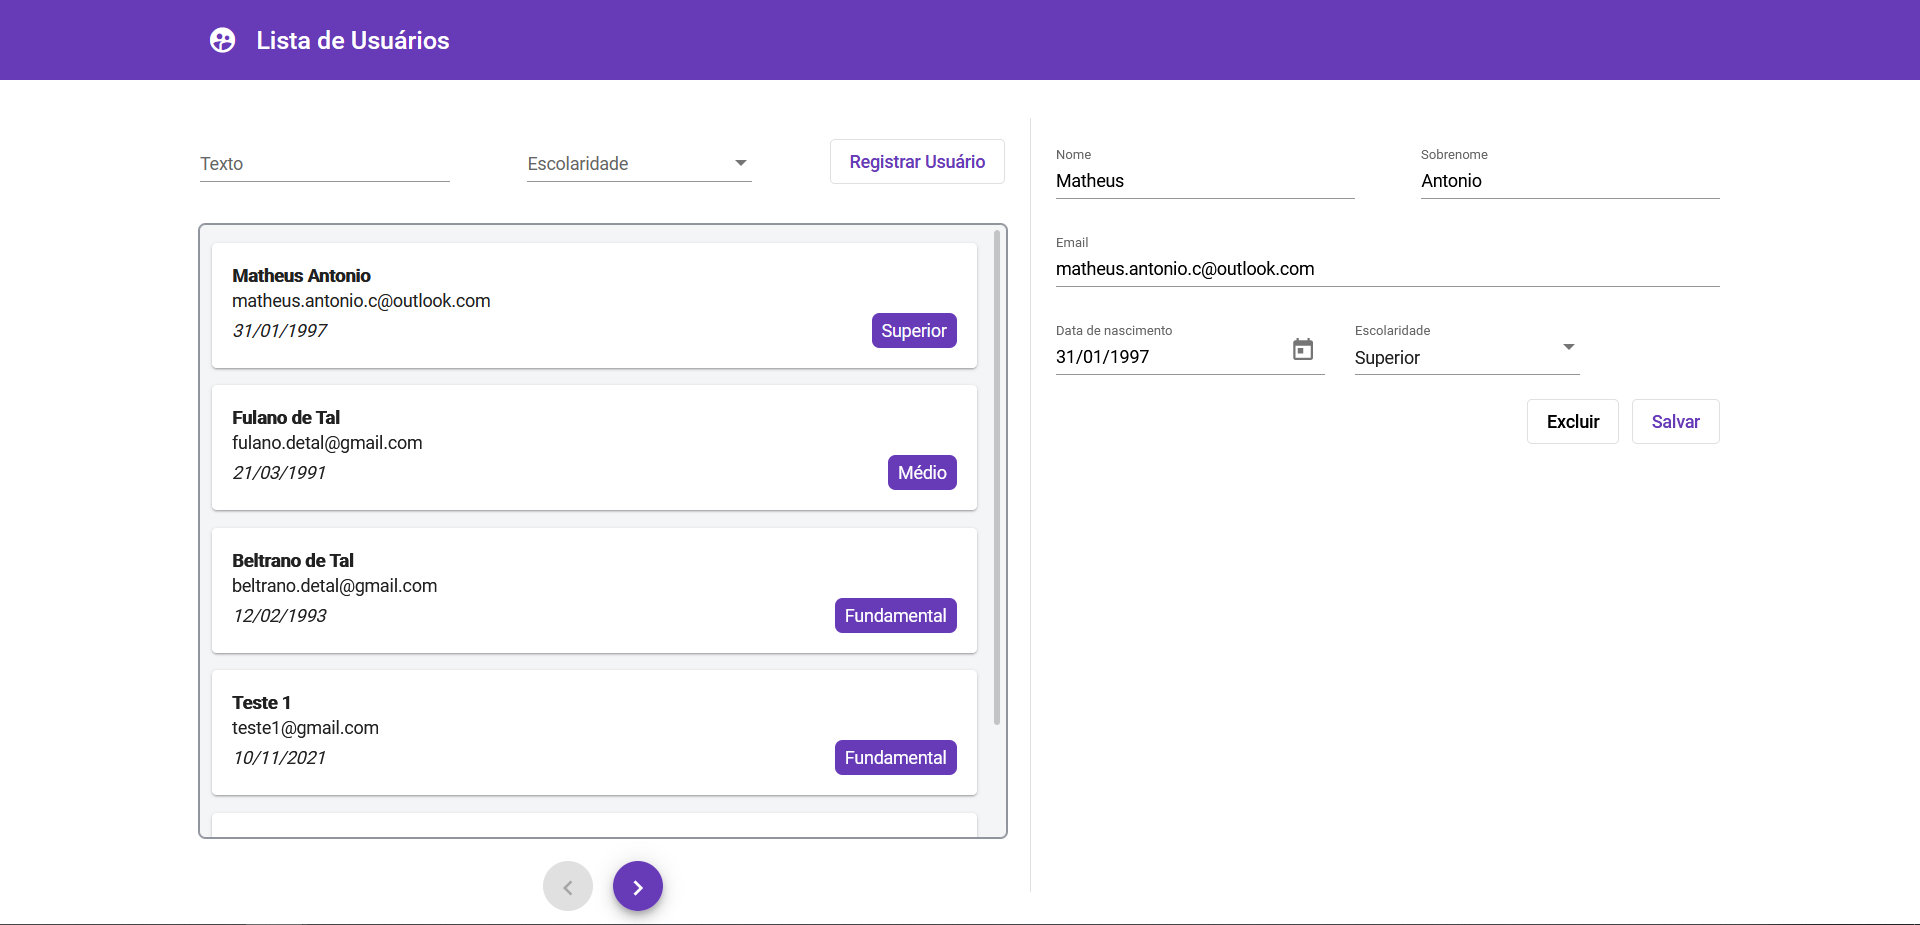 Lista de Usuários
Texto
Escolaridade
Registrar Usuário
Matheus Antonio
matheus.antonio.c@outlook.com
31/01/1997
Superior
Fulano de Tal
fulano.detal@gmail.com
21/03/1991
Médio
Beltrano de Tal
beltrano.detal@gmail.com
12/02/1993
Fundamental
Teste 1
teste1@gmail.com
10/11/2021
Fundamental
Nome
Sobrenome
Matheus
Antonio
Email
matheus.antonio.c@outlook.com
Data de nascimento
Escolaridade
31/01/1997
Superior
Excluir
Salvar